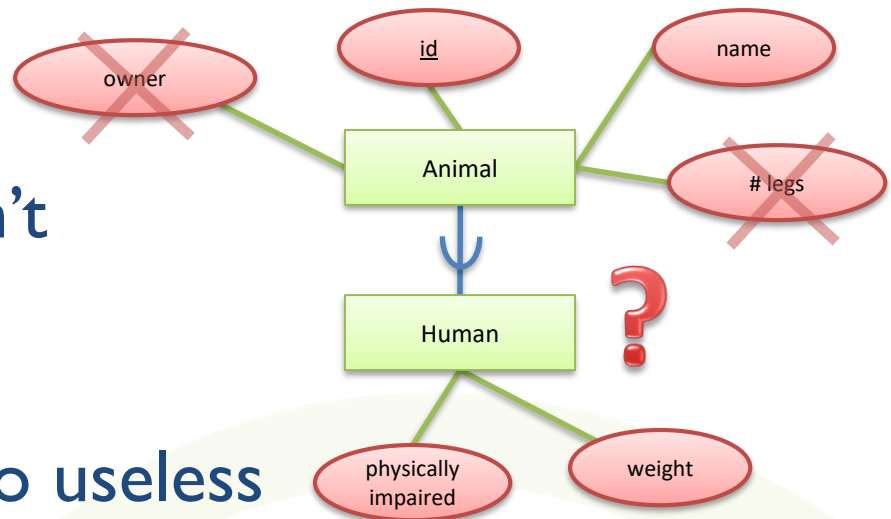 id
name
owner
Animal
# legs
n't
?
Human
o useless
physically
impaired
weight